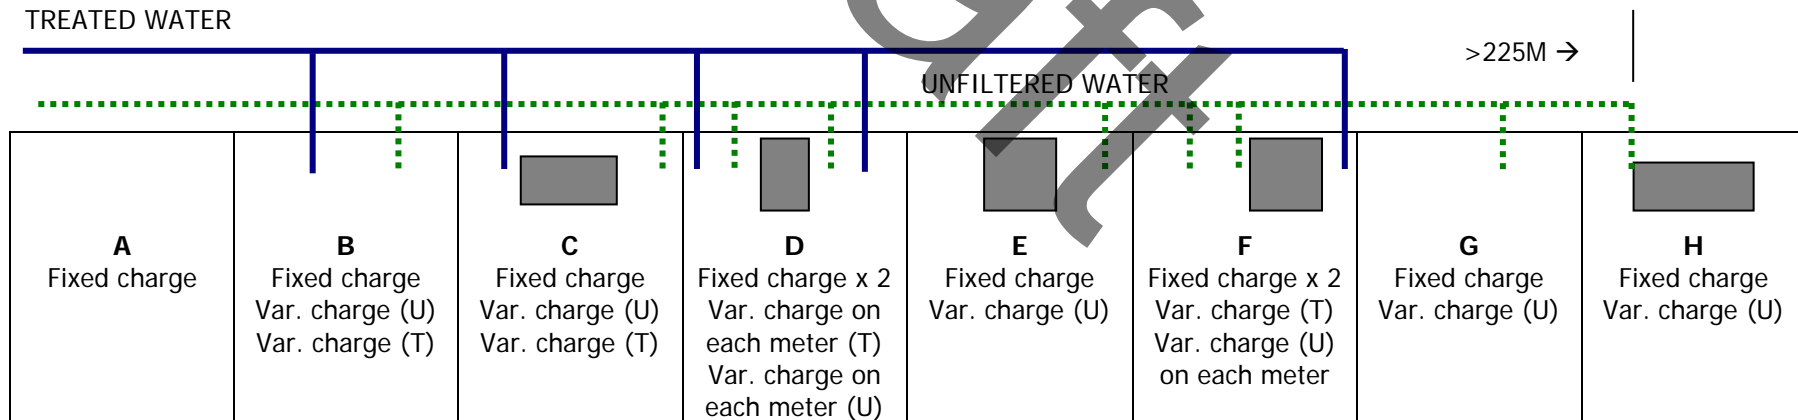 TREATED WATER
>225M →
UNFILTERED WATER
A
Fixed charge
B
Fixed charge
Var. charge (U)
Var. charge (T)
C
Fixed charge
Var. charge (U)
Var. charge (T)
D
Fixed charge x 2
Var. charge on
each meter (T)
Var. charge on
each meter (U)
E
Fixed charge
Var. charge (U)
F
Fixed charge x 2
Var. charge (T)
Var. charge (U)
on each meter
G
Fixed charge
Var. charge (U)
H
Fixed charge
Var. charge (U)